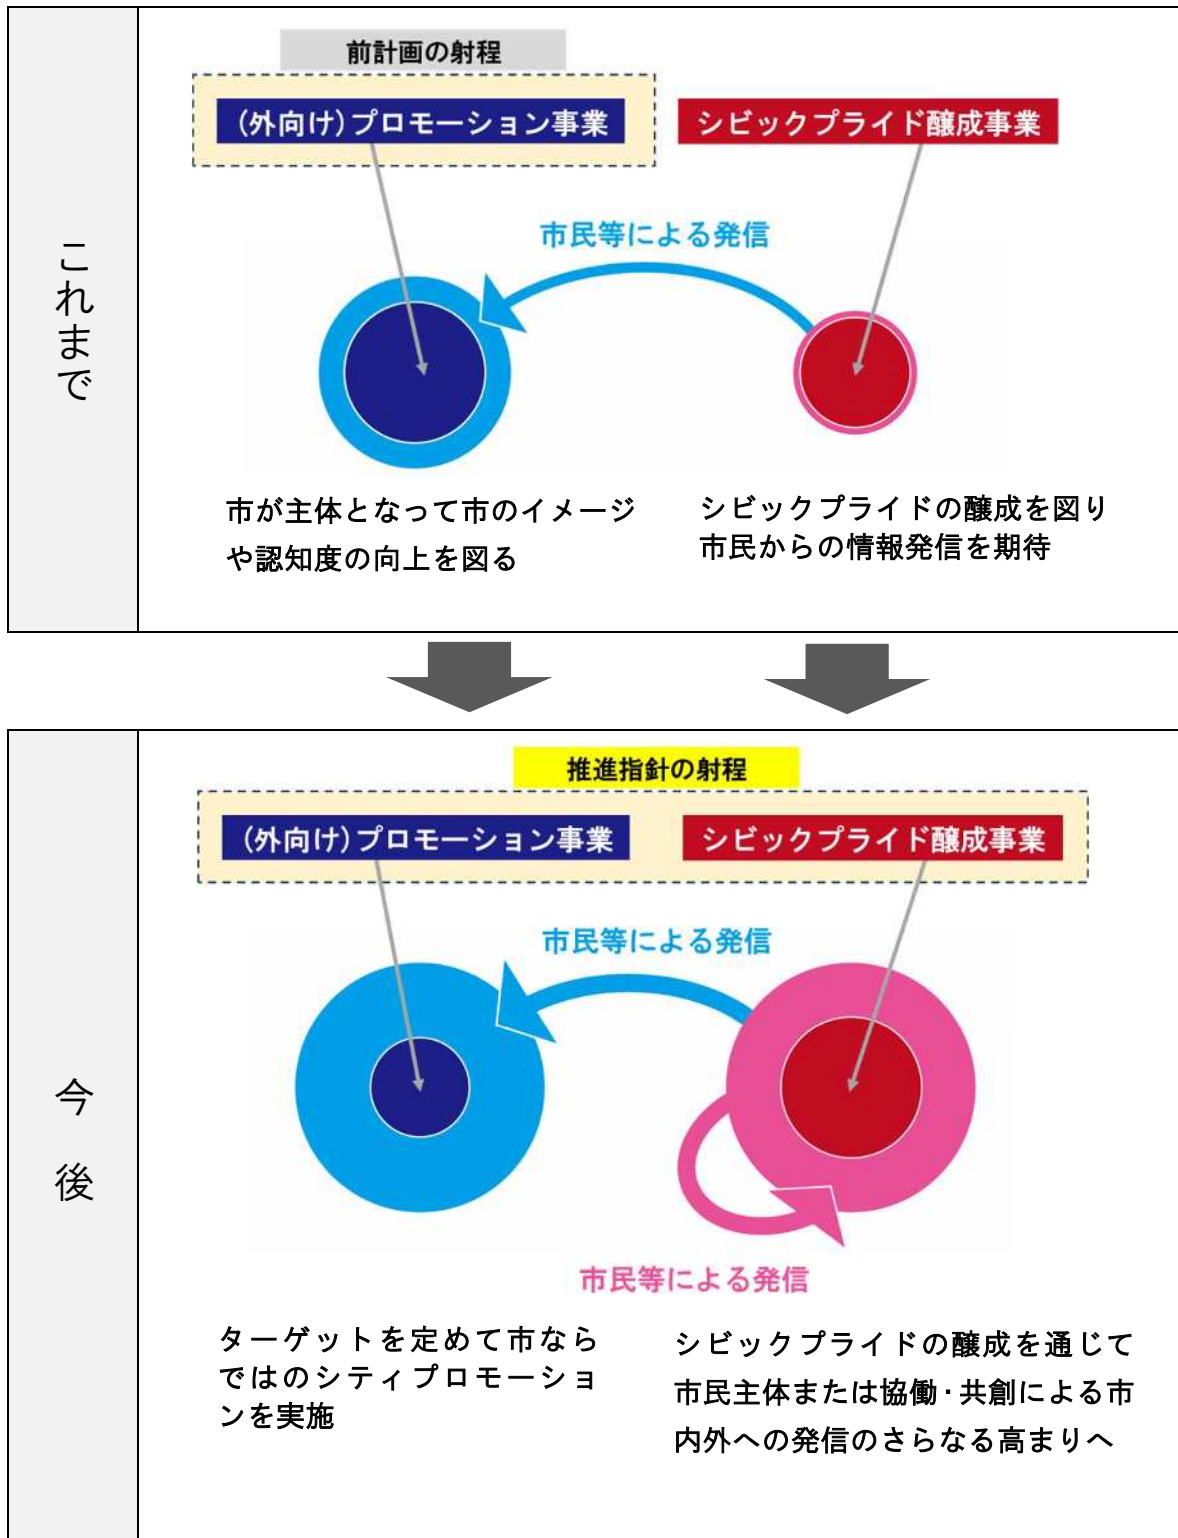 これまで
前計画の射程
(外向け)プロモーション事業
シビックプライド醸成事業
市民等による発信
市が主体となって市のイメージ
や認知度の向上を図る
シビックプライドの醸成を図り
市民からの情報発信を期待
今後
推進指針の射程
(外向け)プロモーション事業
シビックプライド醸成事業
市民等による発信
市民等による発信
ターゲットを定めて市なら
ではのシティプロモーショ
ンを実施
シビックプライドの醸成を通じて
市民主体または協働・共創による市
内外への発信のさらなる高まりへ